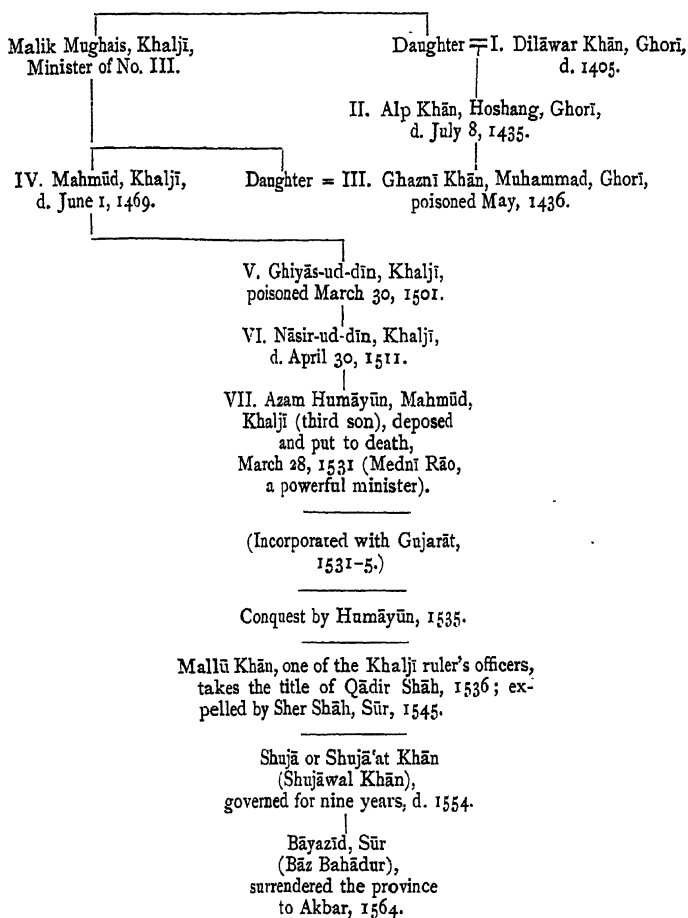 Malik Mughais, Khaljī,
Minister of No. III.
Daughter = I. Dilāwar Khān, Ghorī,
d. 1405.
II. Alp Khān, Hoshang, Ghorī,
d. July 8, 1435.
IV. Mahmūd, Khaljī,
d. June 1, 1469.
Daughter = III. Ghaznī Khān, Muhammad, Ghorī,
poisoned May, 1436.
V. Ghiyās-ud-dīn, Khaljī,
poisoned March 30, 1501.
VI. Nāsir-ud-dīn, Khaljī,
d. April 30, 1511.
VII. Azam Humāyūn, Mahmūd,
Khaljī (third son), deposed
and put to death,
March 28, 1531 (Mednī Rāo,
a powerful minister).
(Incorporated with Gujarāt,
1531–5.)
Conquest by Humāyūn, 1535.
Mallū Khān, one of the Khaljī ruler's officers,
takes the title of Qādir Shāh, 1536; ex-
pelled by Sher Shāh, Sūr, 1545.
Shujā or Shujā‘at Khān
(Shujāwal Khān),
governed for nine years, d. 1554.
Bāyazīd, Sūr
(Bāz Bahādur),
surrendered the province
to Akbar, 1564.